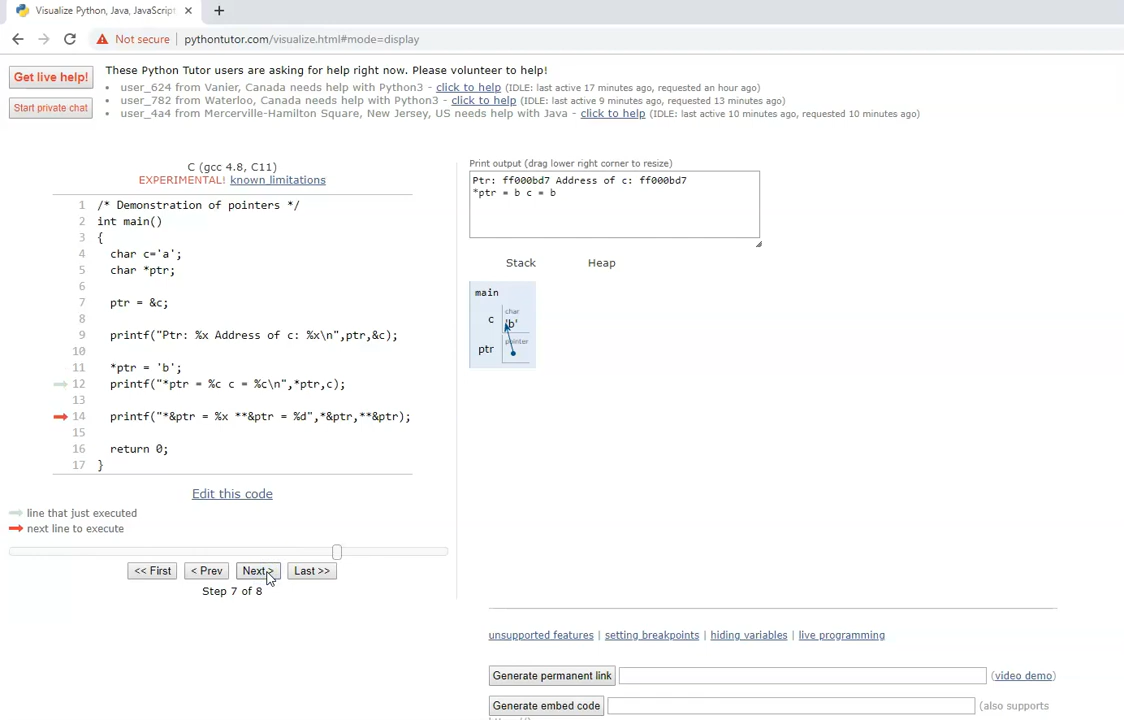 Visualize Python, Java, JavaScript
Not secure
pythontutor.com/visualize.html#mode=display
Get live help!
Start private chat
These Python Tutor users are asking for help right now. Please volunteer to help!
• user_624 from Vanier, Canada needs help with Python3 - click to help (IDLE: last active 17 minutes ago, requested an hour ago)
• user_782 from Waterloo, Canada needs help with Python3 - click to help (IDLE: last active 9 minutes ago, requested 13 minutes ago)
• user_4a4 from Mercerville-Hamilton Square, New Jersey, US needs help with Java - click to help (IDLE: last active 10 minutes ago, requested 10 minutes ago)
C (gcc 4.8, C11)
EXPERIMENTAL! known limitations
1 /* Demonstration of pointers */
2 int main()
3 {
4 char c='a';
5 char *ptr;
6
7 ptr = &c;
8
9 printf("Ptr: %x Address of c: %x\n",ptr,&c);
10
11 *ptr = 'b';
12 printf("*ptr = %c c = %c\n",*ptr,c);
13
14 printf("*&ptr = %x **&ptr = %d",*&ptr,**&ptr);
15
16 return 0;
17 }
Edit this code
line that just executed
next line to execute
<< First
< Prev
Next >
Last >>
Step 7 of 8
Print output (drag lower right corner to resize)
Ptr: ff000bd7 Address of c: ff000bd7
*ptr = b c = b
Stack
Heap
main
char
c 'b'
pointer
ptr
unsupported features | setting breakpoints | hiding variables | live programming
Generate permanent link
(video demo)
Generate embed code
(also supports